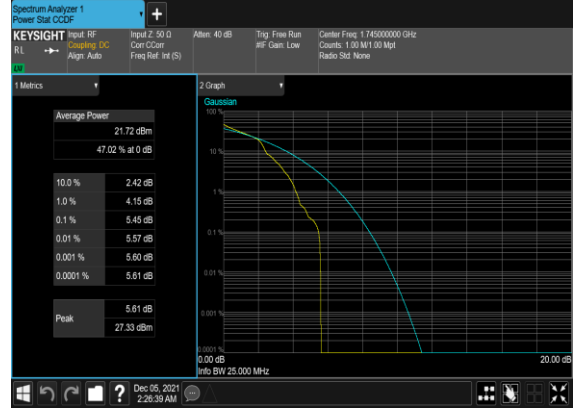 Spectrum Analyzer 1
Power Stat CCDF
KEYSIGHT
Input: RF
Coupling: DC
Align: Auto
Input Z: 50 Ω
Corr CCorr
Freq Ref: Int (S)
Atten: 40 dB
Trig: Free Run
#IF Gain: Low
Center Freq: 1.745000000 GHz
Counts: 1.00 M/1.00 Mpt
Radio Std: None
R L
LU
1 Metrics
Average Power
21.72 dBm
47.02 % at 0 dB
10.0 % 2.42 dB
1.0 % 4.15 dB
0.1 % 5.45 dB
0.01 % 5.57 dB
0.001 % 5.60 dB
0.0001 % 5.61 dB
Peak
5.61 dB
27.33 dBm
2 Graph
Gaussian
100 %
10 %
1 %
0.1 %
0.01 %
0.001 %
0.0001 %
0.00 dB
20.00 dB
Info BW 25.000 MHz
Dec 05, 2021
2:26:39 AM